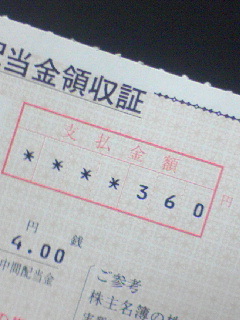 当金領収証
支払金額
****360 円
円 銭
4.00
中間配当金
ご参考
株主名簿の株